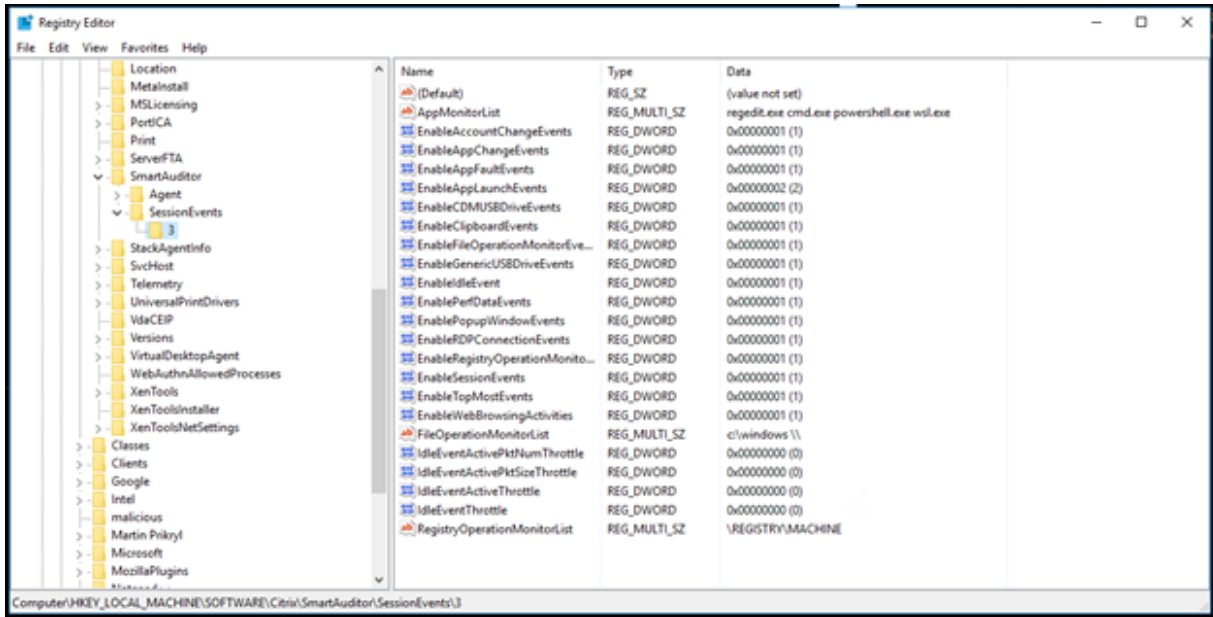 Registry Editor
File Edit View Favorites Help
Location
MetaInstall
MSLicensing
PortICA
Print
ServerFTA
SmartAuditor
Agent
SessionEvents
3
StackAgentInfo
SvcHost
Telemetry
UniversalPrintDrivers
VdaCEIP
Versions
VirtualDesktopAgent
WebAuthnAllowedProcesses
XenTools
XenToolsInstaller
XenToolsNetSettings
Classes
Clients
Google
Intel
malicious
Martin Prikryl
Microsoft
MozillaPlugins
Name Type Data
(Default) REG_SZ (value not set)
AppMonitorList REG_MULTI_SZ regedit.exe cmd.exe powershell.exe wsl.exe
EnableAccountChangeEvents REG_DWORD 0x00000001 (1)
EnableAppChangeEvents REG_DWORD 0x00000001 (1)
EnableAppFaultEvents REG_DWORD 0x00000001 (1)
EnableAppLaunchEvents REG_DWORD 0x00000002 (2)
EnableCDMUSBDriveEvents REG_DWORD 0x00000001 (1)
EnableClipboardEvents REG_DWORD 0x00000001 (1)
EnableFileOperationMonitorEve... REG_DWORD 0x00000001 (1)
EnableGenericUSBDriveEvents REG_DWORD 0x00000001 (1)
EnableIdleEvent REG_DWORD 0x00000001 (1)
EnablePerfDataEvents REG_DWORD 0x00000001 (1)
EnablePopupWindowEvents REG_DWORD 0x00000001 (1)
EnableRDPConnectionEvents REG_DWORD 0x00000001 (1)
EnableRegistryOperationMonito... REG_DWORD 0x00000001 (1)
EnableSessionEvents REG_DWORD 0x00000001 (1)
EnableTopMostEvents REG_DWORD 0x00000001 (1)
EnableWebBrowsingActivities REG_DWORD 0x00000001 (1)
FileOperationMonitorList REG_MULTI_SZ c:\windows \\
IdleEventActivePktNumThrottle REG_DWORD 0x00000000 (0)
IdleEventActivePktSizeThrottle REG_DWORD 0x00000000 (0)
IdleEventActiveThrottle REG_DWORD 0x00000000 (0)
IdleEventThrottle REG_DWORD 0x00000000 (0)
RegistryOperationMonitorList REG_MULTI_SZ \REGISTRY\MACHINE
Computer\HKEY_LOCAL_MACHINE\SOFTWARE\Citrix\SmartAuditor\SessionEvents\3